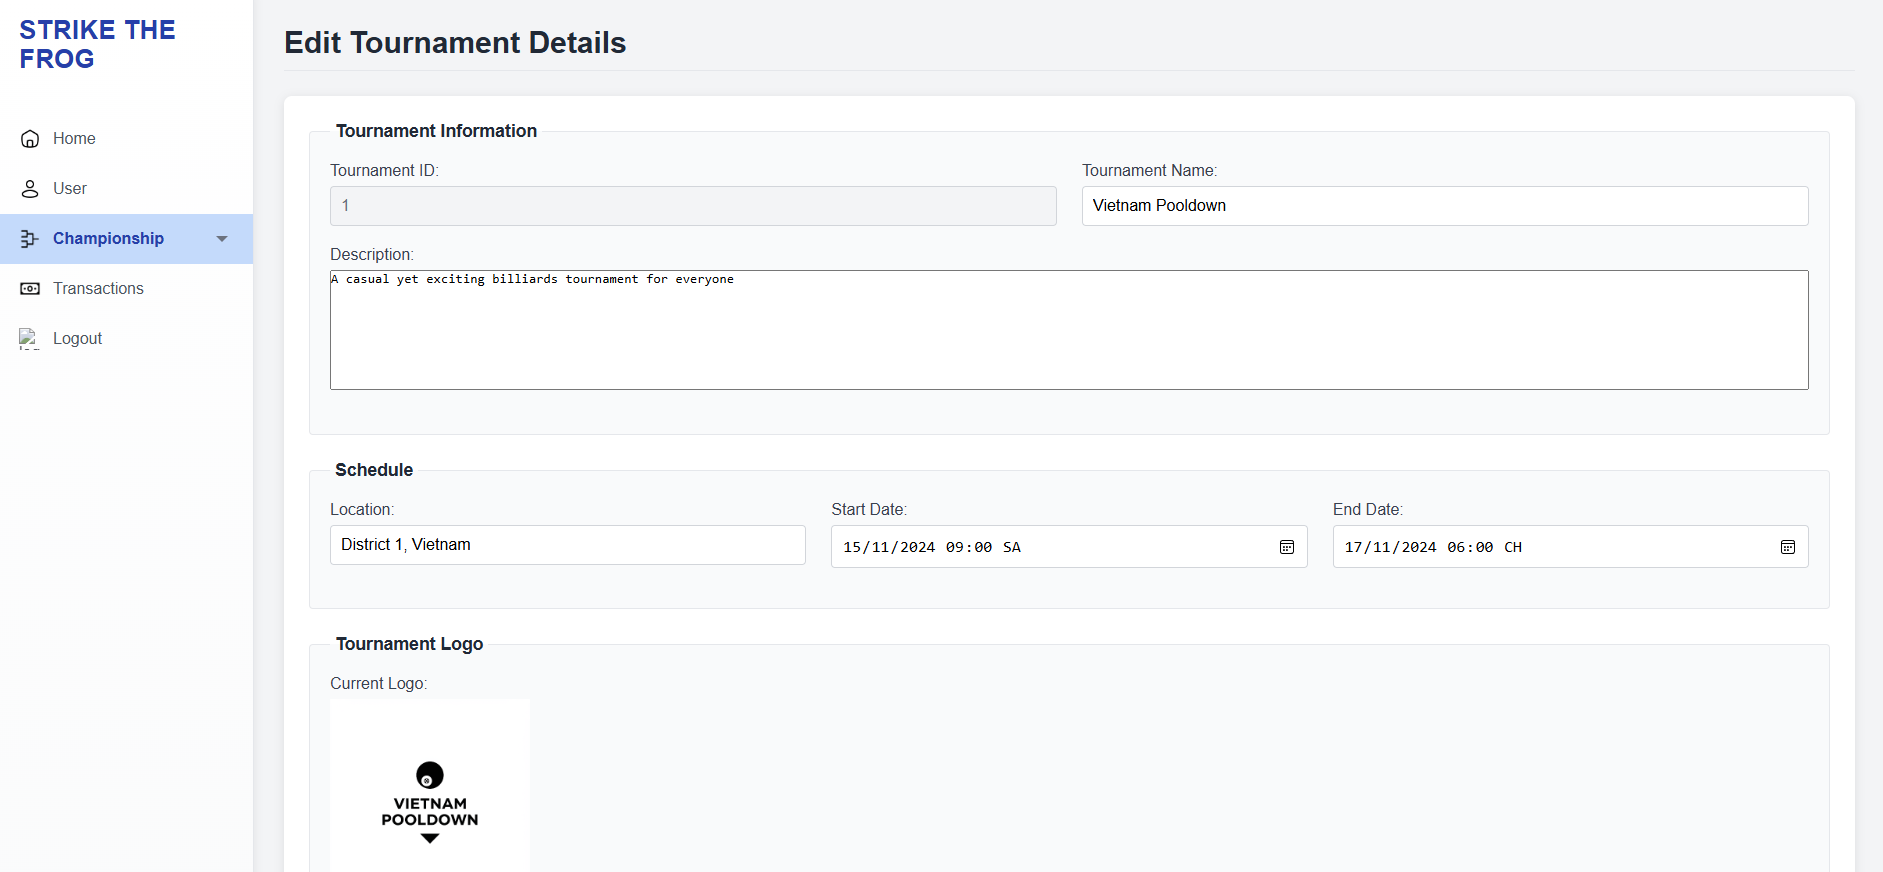 STRIKE THE
FROG
Home
User
Championship
Transactions
Logout
Edit Tournament Details
Tournament Information
Tournament ID:
1
Tournament Name:
Vietnam Pooldown
Description:
A casual yet exciting billiards tournament for everyone
Schedule
Location:
District 1, Vietnam
Start Date:
15/11/2024 09:00 SA
End Date:
17/11/2024 06:00 CH
Tournament Logo
Current Logo:
VIETNAM
POOLDOWN